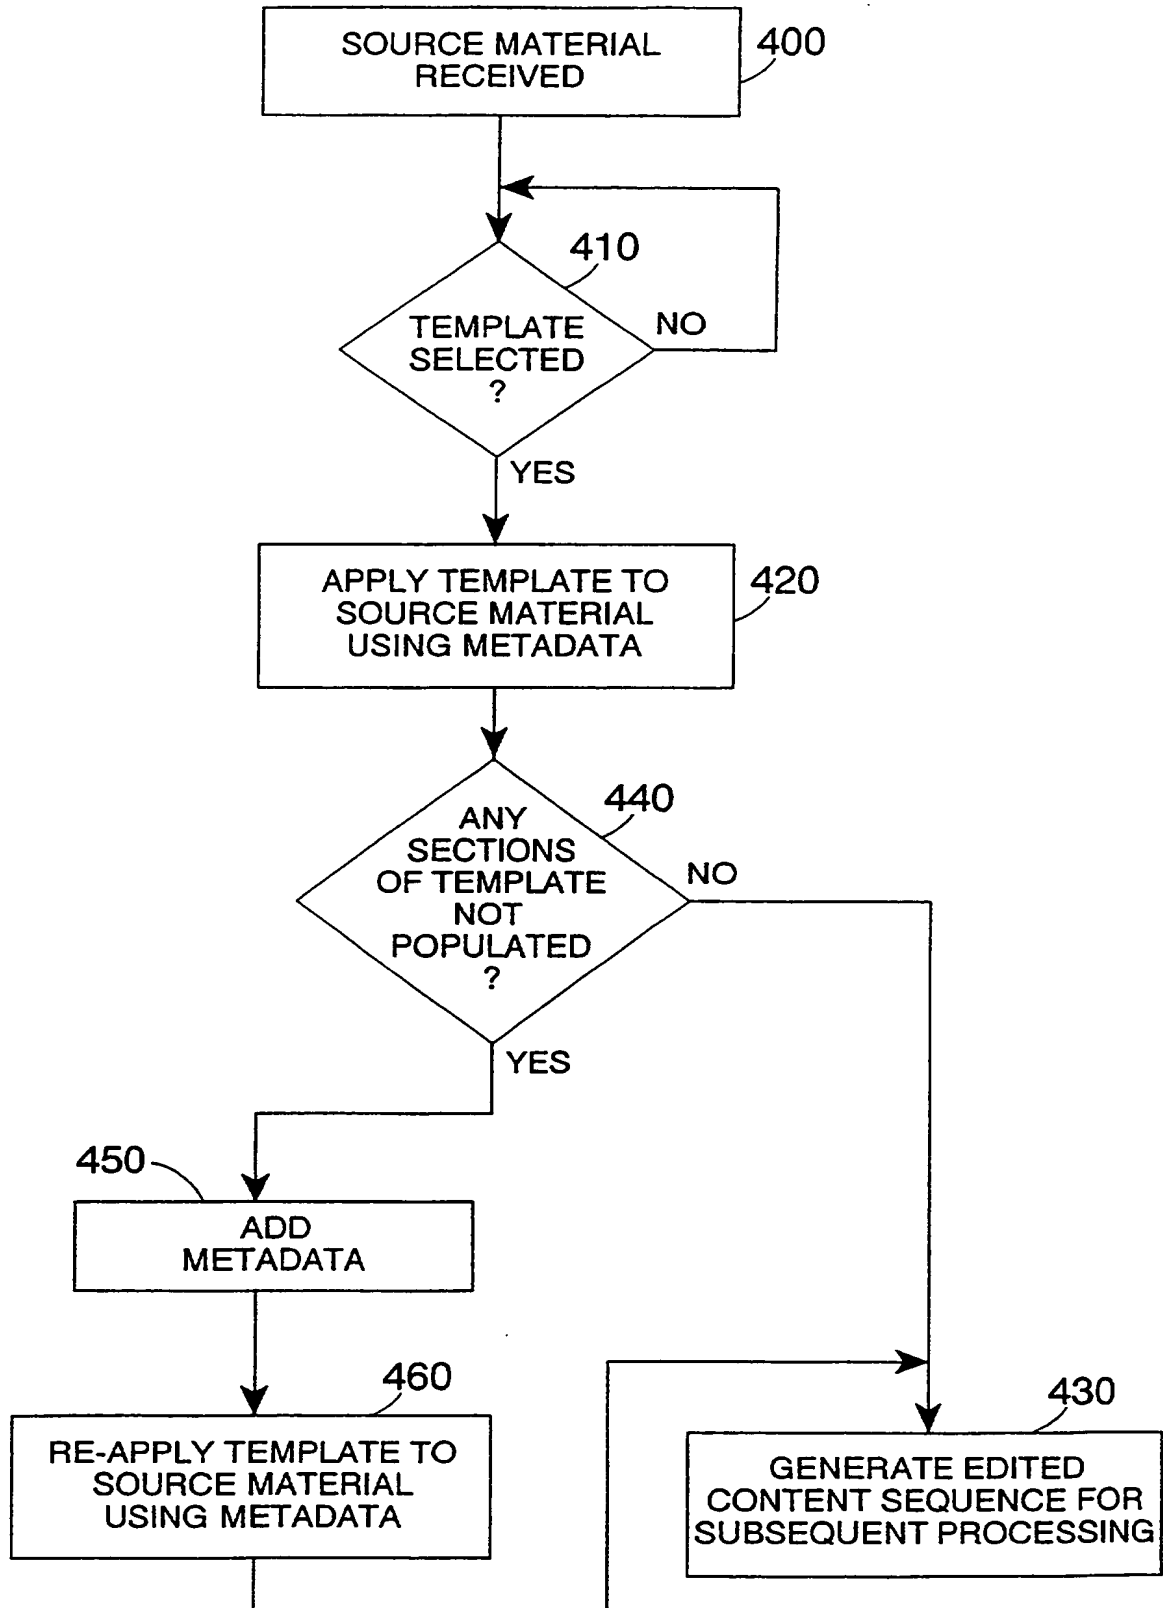 SOURCE MATERIAL
RECEIVED
400
410
TEMPLATE
SELECTED
?
NO
YES
APPLY TEMPLATE TO
SOURCE MATERIAL
USING METADATA
420
440
ANY
SECTIONS
OF TEMPLATE
NOT
POPULATED
?
NO
YES
450
ADD
METADATA
460
RE-APPLY TEMPLATE TO
SOURCE MATERIAL
USING METADATA
430
GENERATE EDITED
CONTENT SEQUENCE FOR
SUBSEQUENT PROCESSING